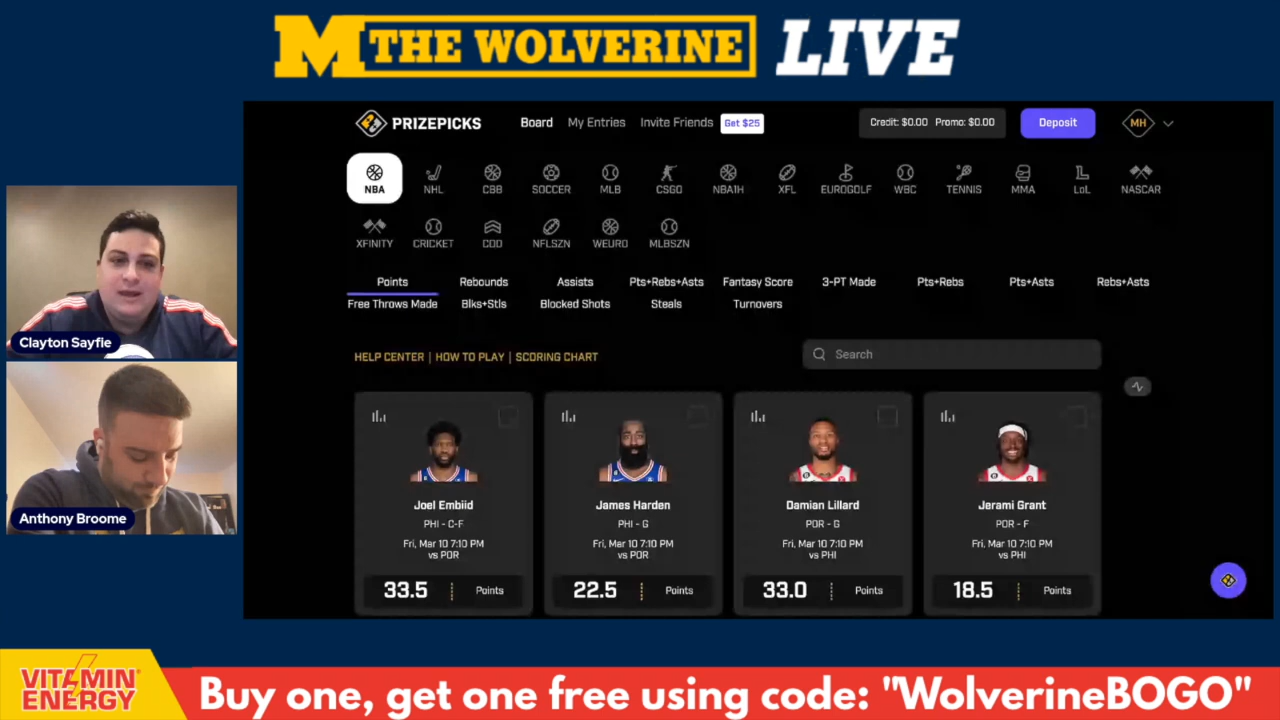 M THE WOLVERINE LIVE
PRIZEPICKS Board My Entries Invite Friends Get $25 Credit: $0.00 Promo: $0.00 Deposit MH
NBA NHL CBB SOCCER MLB CSGO NBA1H XFL EUROGOLF WBC TENNIS MMA LoL NASCAR
XFINITY CRICKET COD NFLSZN WEURO MLBSZN
Points Rebounds Assists Pts+Rebs+Asts Fantasy Score 3-PT Made Pts+Rebs Pts+Asts Rebs+Asts
Free Throws Made Blks+Stls Blocked Shots Steals Turnovers
HELP CENTER | HOW TO PLAY | SCORING CHART Search
Clayton Sayfie
Anthony Broome
Joel Embiid
PHI - C-F
Fri, Mar 10 7:10 PM
vs POR
33.5 Points
James Harden
PHI - G
Fri, Mar 10 7:10 PM
vs POR
22.5 Points
Damian Lillard
POR - G
Fri, Mar 10 7:10 PM
vs PHI
33.0 Points
Jerami Grant
POR - F
Fri, Mar 10 7:10 PM
vs PHI
18.5 Points
VITAMIN
ENERGY
Buy one, get one free using code: "WolverineBOGO"